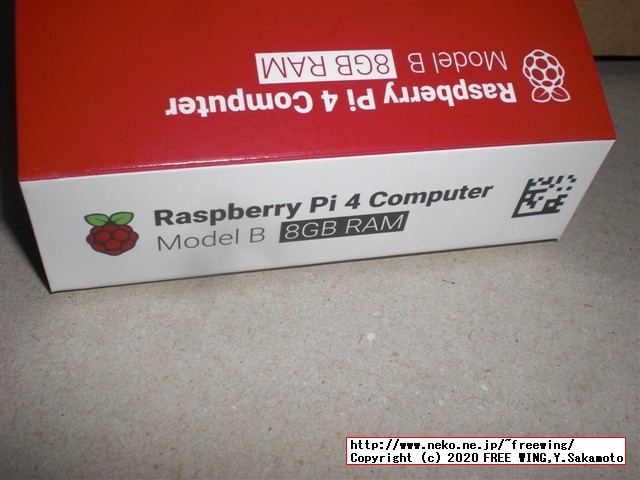 Raspberry Pi 4 Computer
Model B 8GB RAM
Raspberry Pi 4 Computer
Model B 8GB RAM
http://www.neko.ne.jp/~freewing/
Copyright (c) 2020 FREE WING,Y.Sakamoto